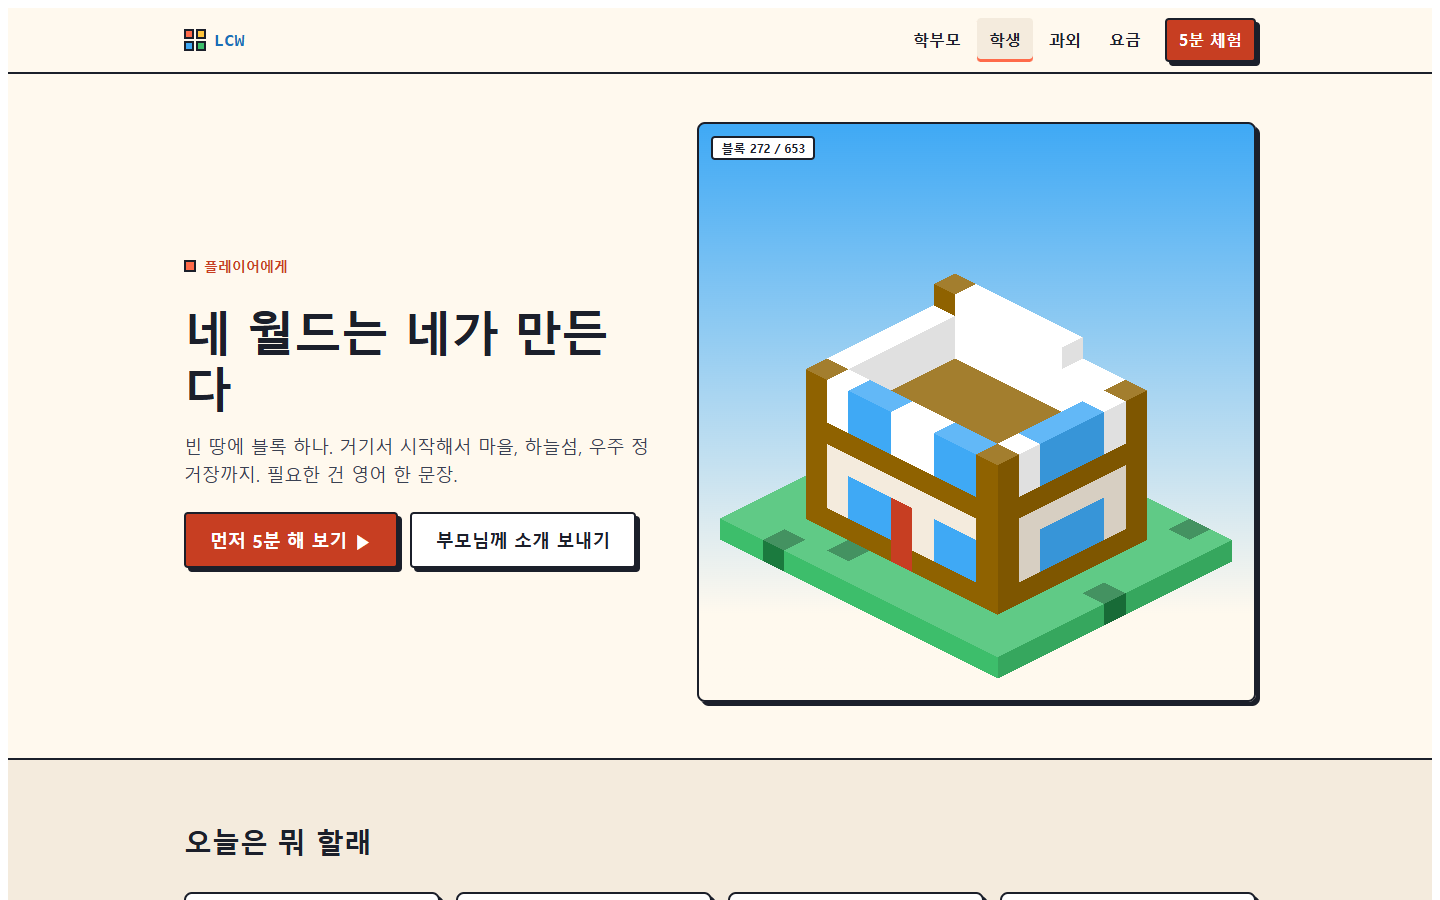 LCW
학부모
학생
과외
요금
5분 체험
블록 272 / 653
플레이어에게
네 월드는 네가 만든
다
빈 땅에 블록 하나. 거기서 시작해서 마을, 하늘섬, 우주 정
거장까지. 필요한 건 영어 한 문장.
먼저 5분 해 보기 ▶
부모님께 소개 보내기
오늘은 뭐 할래